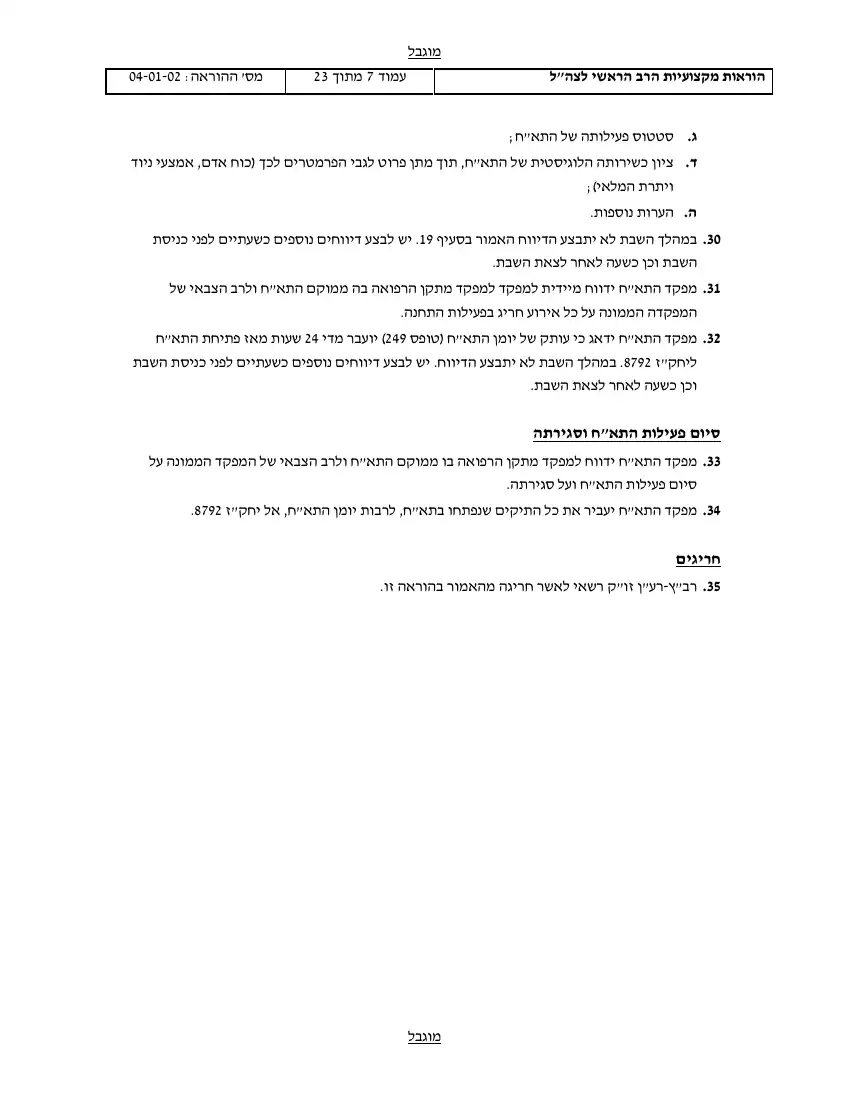 מוגבל
הוראות מקצועיות הרב הראשי לצה״ל עמוד 7 מתוך 23 מס׳ ההוראה: 04-01-02
ג. סטטוס פעילותה של התא״ח;
ד. ציון כשירותה הלוגיסטית של התא״ח, תוך מתן פרוט לגבי הפרמטרים לכך (כוח אדם, אמצעי ניוד
ויתרת המלאי);
ה. הערות נוספות.
30. במהלך השבת לא יתבצע הדיווח האמור בסעיף 19. יש לבצע דיווחים נוספים כשעתיים לפני כניסת
השבת וכן כשעה לאחר לצאת השבת.
31. מפקד התא״ח ידווח מיידית למפקד למפקד מתקן הרפואה בה ממוקם התא״ח ולרב הצבאי של
המפקדה הממונה על כל אירוע חריג בפעילות התחנה.
32. מפקד התא״ח ידאג כי עותק של יומן התא״ח (טופס 249) יועבר מדי 24 שעות מאז פתיחת התא״ח
ליחק״ז 8792. במהלך השבת לא יתבצע הדיווח. יש לבצע דיווחים נוספים כשעתיים לפני כניסת השבת
וכן כשעה לאחר לצאת השבת.
סיום פעילות התא״ח וסגירתה
33. מפקד התא״ח ידווח למפקד מתקן הרפואה בו ממוקם התא״ח ולרב הצבאי של המפקד הממונה על
סיום פעילות התא״ח ועל סגירתה.
34. מפקד התא״ח יעביר את כל התיקים שנפתחו בתא״ח, לרבות יומן התא״ח, אל יחק״ז 8792.
חריגים
35. רב״ץ-רע״ן זו״ק רשאי לאשר חריגה מהאמור בהוראה זו.
מוגבל